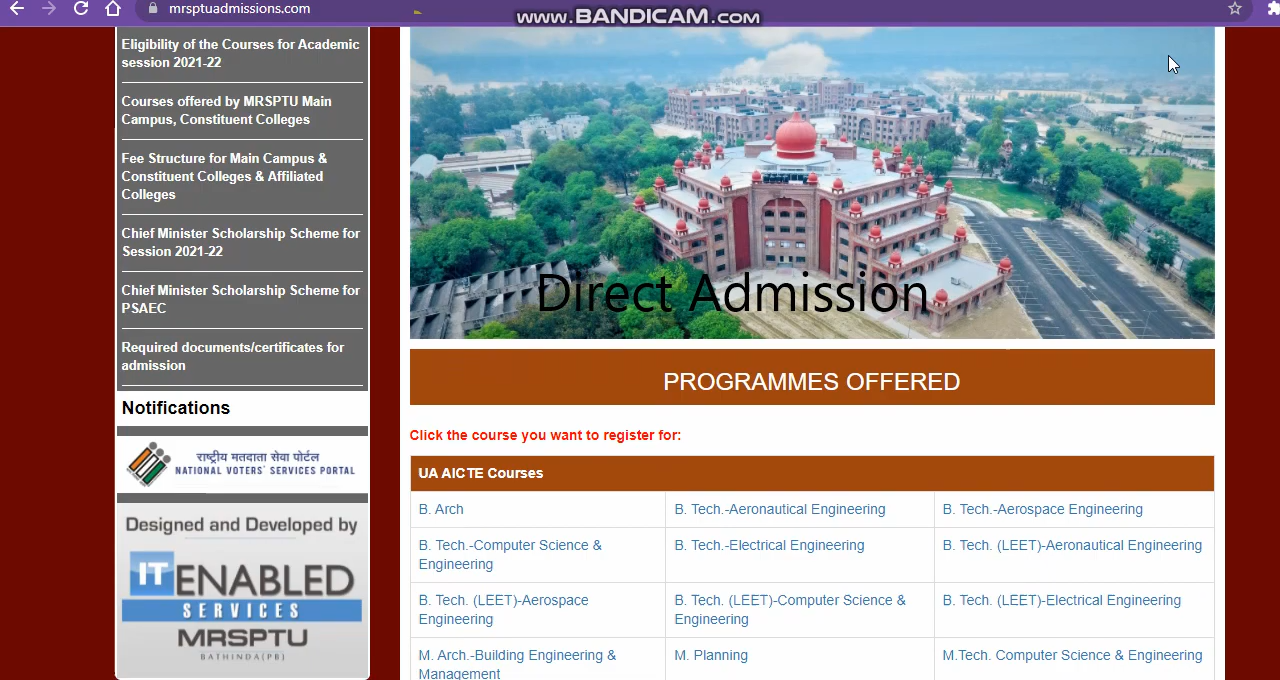 mrsptuadmissions.com
www.BANDICAM.com
Eligibility of the Courses for Academic
session 2021-22
Courses offered by MRSPTU Main
Campus, Constituent Colleges
Fee Structure for Main Campus &
Constituent Colleges & Affiliated
Colleges
Chief Minister Scholarship Scheme for
Session 2021-22
Chief Minister Scholarship Scheme for
PSAEC
Required documents/certificates for
admission
Notifications
राष्ट्रीय मतदाता सेवा पोर्टल
NATIONAL VOTERS' SERVICES PORTAL
Designed and Developed by
IT ENABLED
SERVICES
MRSPTU
BATHINDA(PB)
Direct Admission
PROGRAMMES OFFERED
Click the course you want to register for:
UA AICTE Courses
B. Arch
B. Tech.-Aeronautical Engineering
B. Tech.-Aerospace Engineering
B. Tech.-Computer Science &
Engineering
B. Tech.-Electrical Engineering
B. Tech. (LEET)-Aeronautical Engineering
B. Tech. (LEET)-Aerospace
Engineering
B. Tech. (LEET)-Computer Science &
Engineering
B. Tech. (LEET)-Electrical Engineering
M. Arch.-Building Engineering &
Management
M. Planning
M.Tech. Computer Science & Engineering